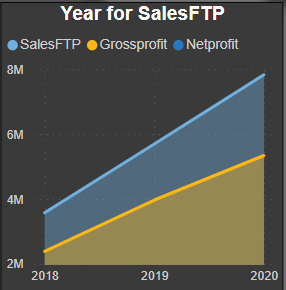 Year for SalesFTP
SalesFTP Grossprofit Netprofit
8M
6M
4M
2M
2018 2019 2020